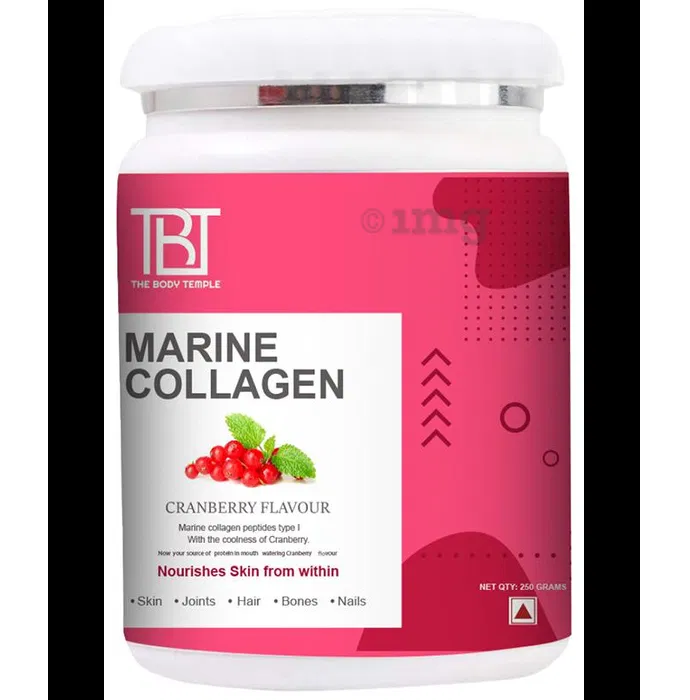 © 1mg
TBT
THE BODY TEMPLE
MARINE
COLLAGEN
CRANBERRY FLAVOUR
Marine collagen peptides type I
With the coolness of Cranberry.
Now your source of protein in mouth watering Cranberry flavour
Nourishes Skin from within
• Skin • Joints • Hair • Bones • Nails
NET QTY: 250 GRAMS